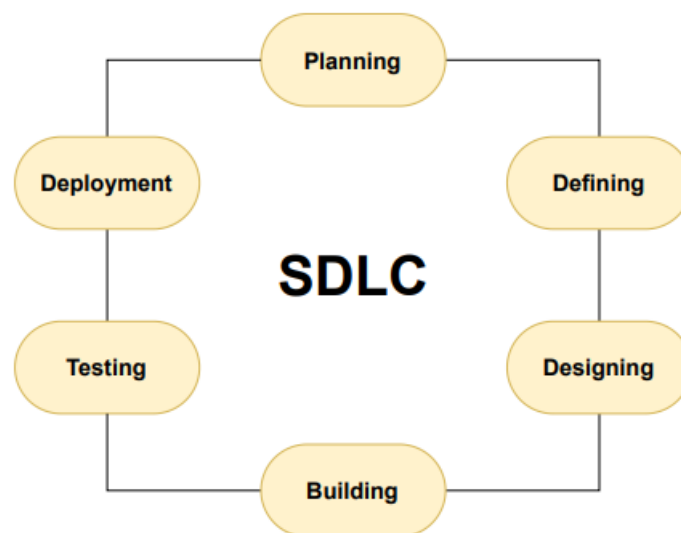 Planning
Deployment
Defining
SDLC
Testing
Designing
Building